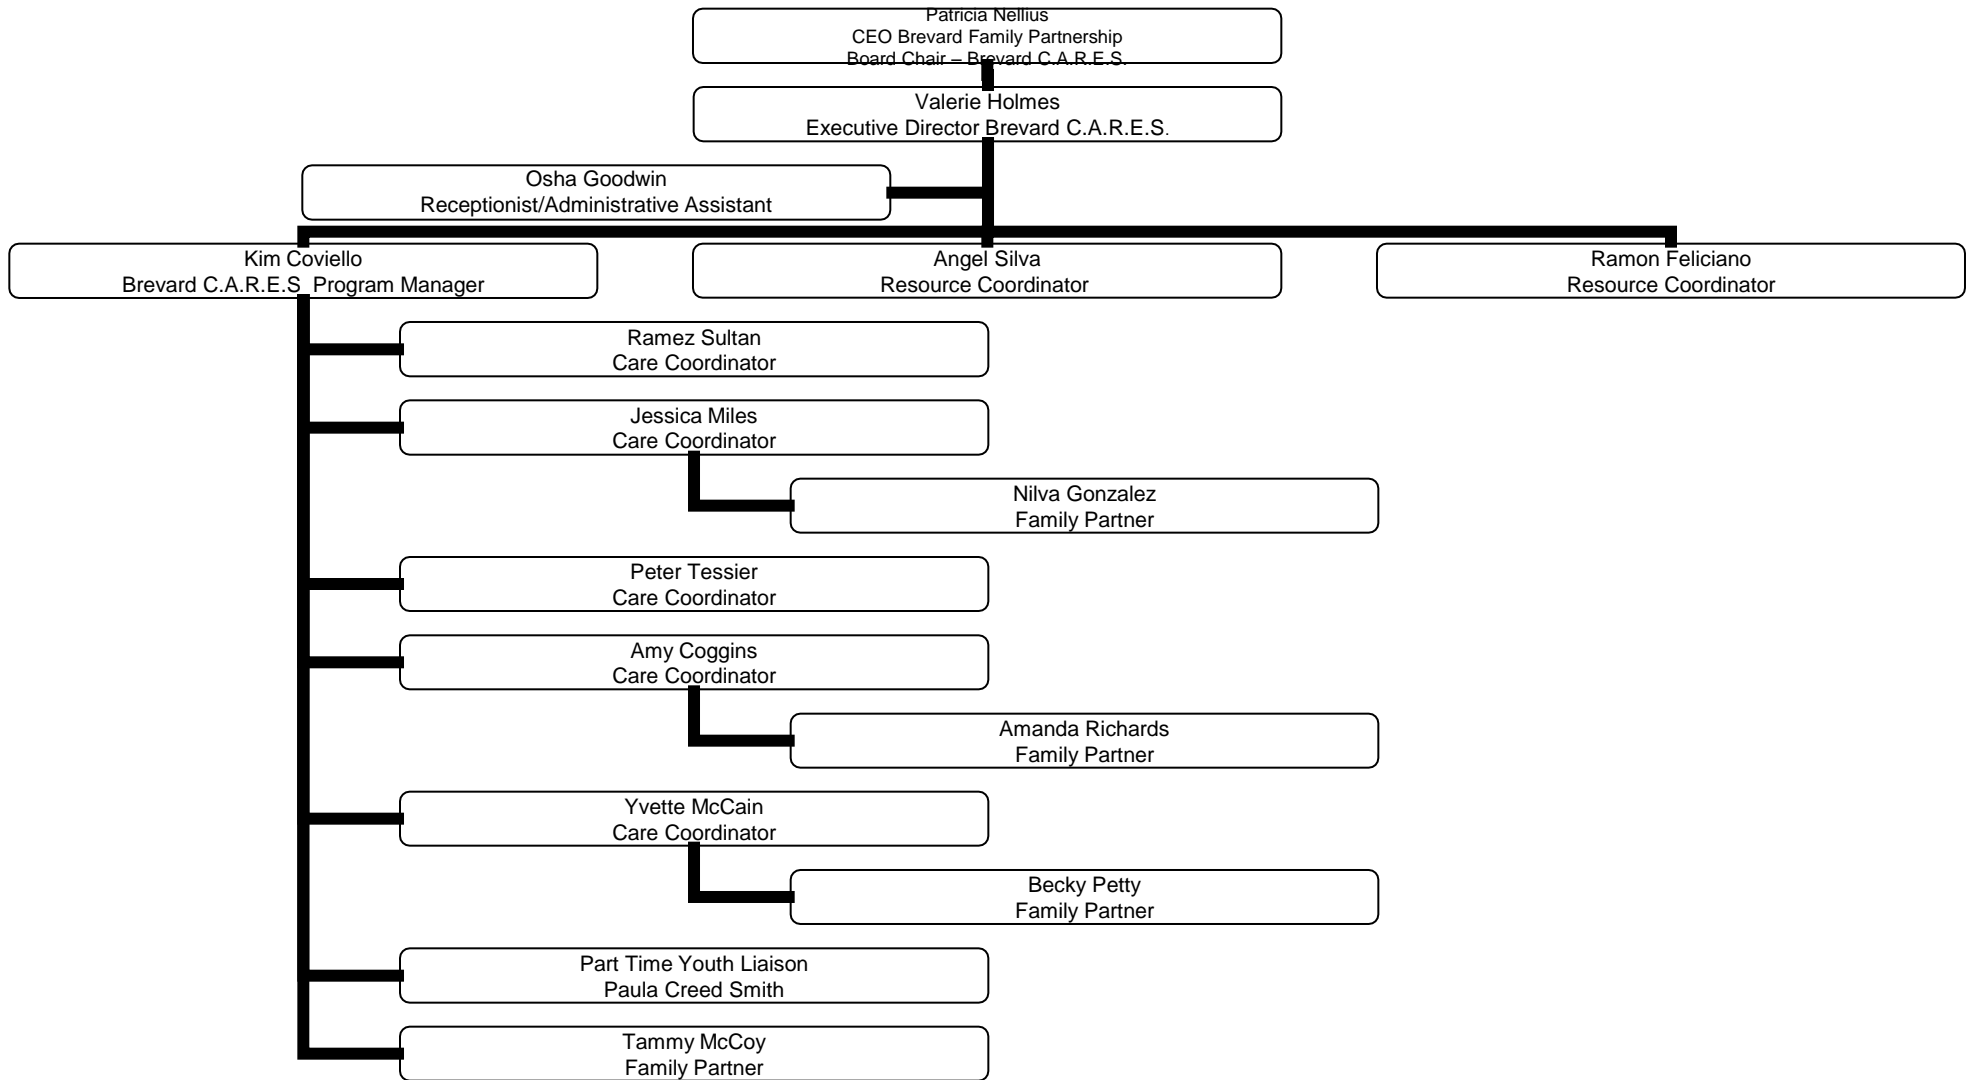 Patricia Nellius
CEO Brevard Family Partnership
Board Chair – Brevard C.A.R.E.S.
Valerie Holmes
Executive Director Brevard C.A.R.E.S.
Osha Goodwin
Receptionist/Administrative Assistant
Kim Coviello
Brevard C.A.R.E.S  Program Manager
Angel Silva
Resource Coordinator
Ramon Feliciano
Resource Coordinator
Ramez Sultan
Care Coordinator
Jessica Miles
Care Coordinator
Nilva Gonzalez
Family Partner
Peter Tessier
Care Coordinator
Amy Coggins
Care Coordinator
Amanda Richards
Family Partner
Yvette McCain
Care Coordinator
Becky Petty
Family Partner
Part Time Youth Liaison
Paula Creed Smith
Tammy McCoy
Family Partner